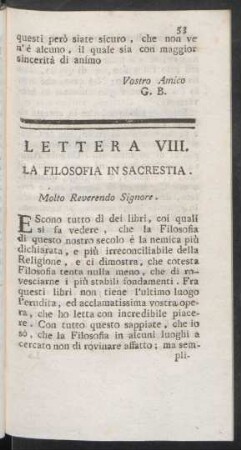 53
questi però siate sicuro, che non ve
n'è alcuno, il quale sia con maggior
sincerità di animo
Vostro Amico
G. B.
LETTERA VIII.
LA FILOSOFIA IN SACRESTIA.
Molto Reverendo Signore.
Escono tutto dì dei libri, coi quali
si fa vedere, che la Filosofia
di questo nostro secolo è la nemica più
dichiarata, e più irreconciliabile della
Religione, e ci dimostra, che cotesta
Filosofia tenta nulla meno, che di ro-
vesciarne i più stabili fondamenti. Fra
questi libri non tiene l'ultimo luogo
l'erudita, ed acclamatissima vostra ope-
ra, che ho letta con incredibile piace-
re. Con tutto questo sappiate, che io
sò, che la Filosofia in alcuni luoghi a
cercato non di rovinare affatto; ma sem-
pli-